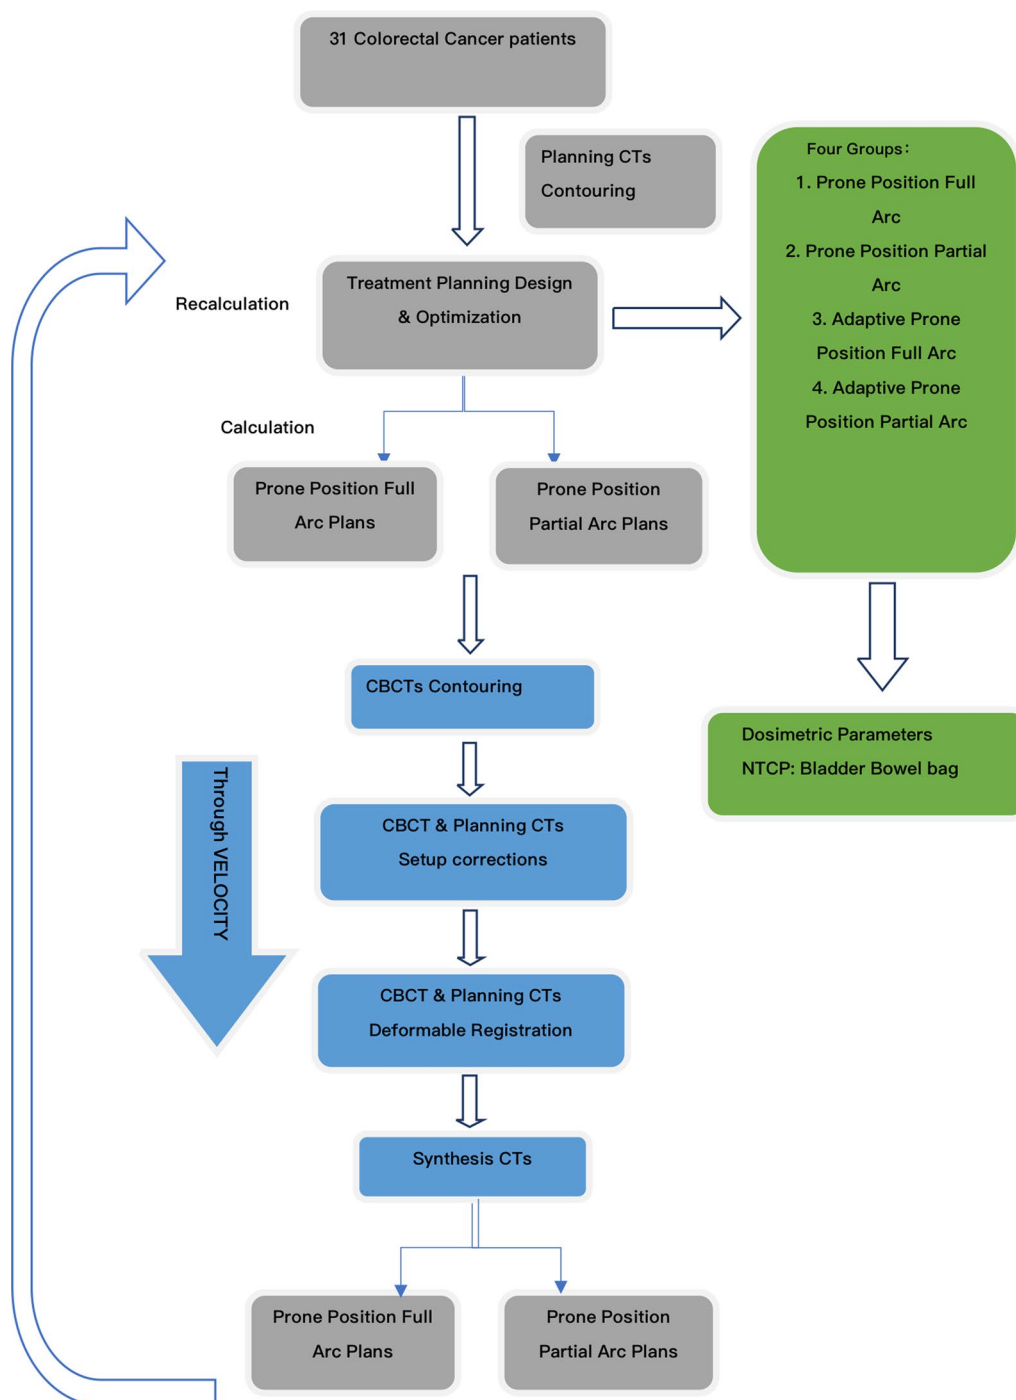 31 Colorectal Cancer patients
Planning CTs
Contouring
Four Groups:
1. Prone Position Full
Arc
2. Prone Position Partial
Arc
3. Adaptive Prone
Position Full Arc
4. Adaptive Prone
Position Partial Arc
Recalculation
Treatment Planning Design
& Optimization
Calculation
Prone Position Full
Arc Plans
Prone Position
Partial Arc Plans
CBCTs Contouring
Dosimetric Parameters
NTCP: Bladder Bowel bag
Through VELOCITY
CBCT & Planning CTs
Setup corrections
CBCT & Planning CTs
Deformable Registration
Synthesis CTs
Prone Position Full
Arc Plans
Prone Position
Partial Arc Plans